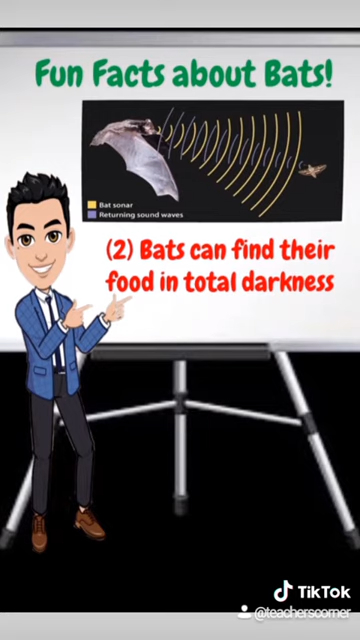 Fun Facts about Bats!
Bat sonar
Returning sound waves
(2) Bats can find their
food in total darkness
TikTok
@teacherscorner